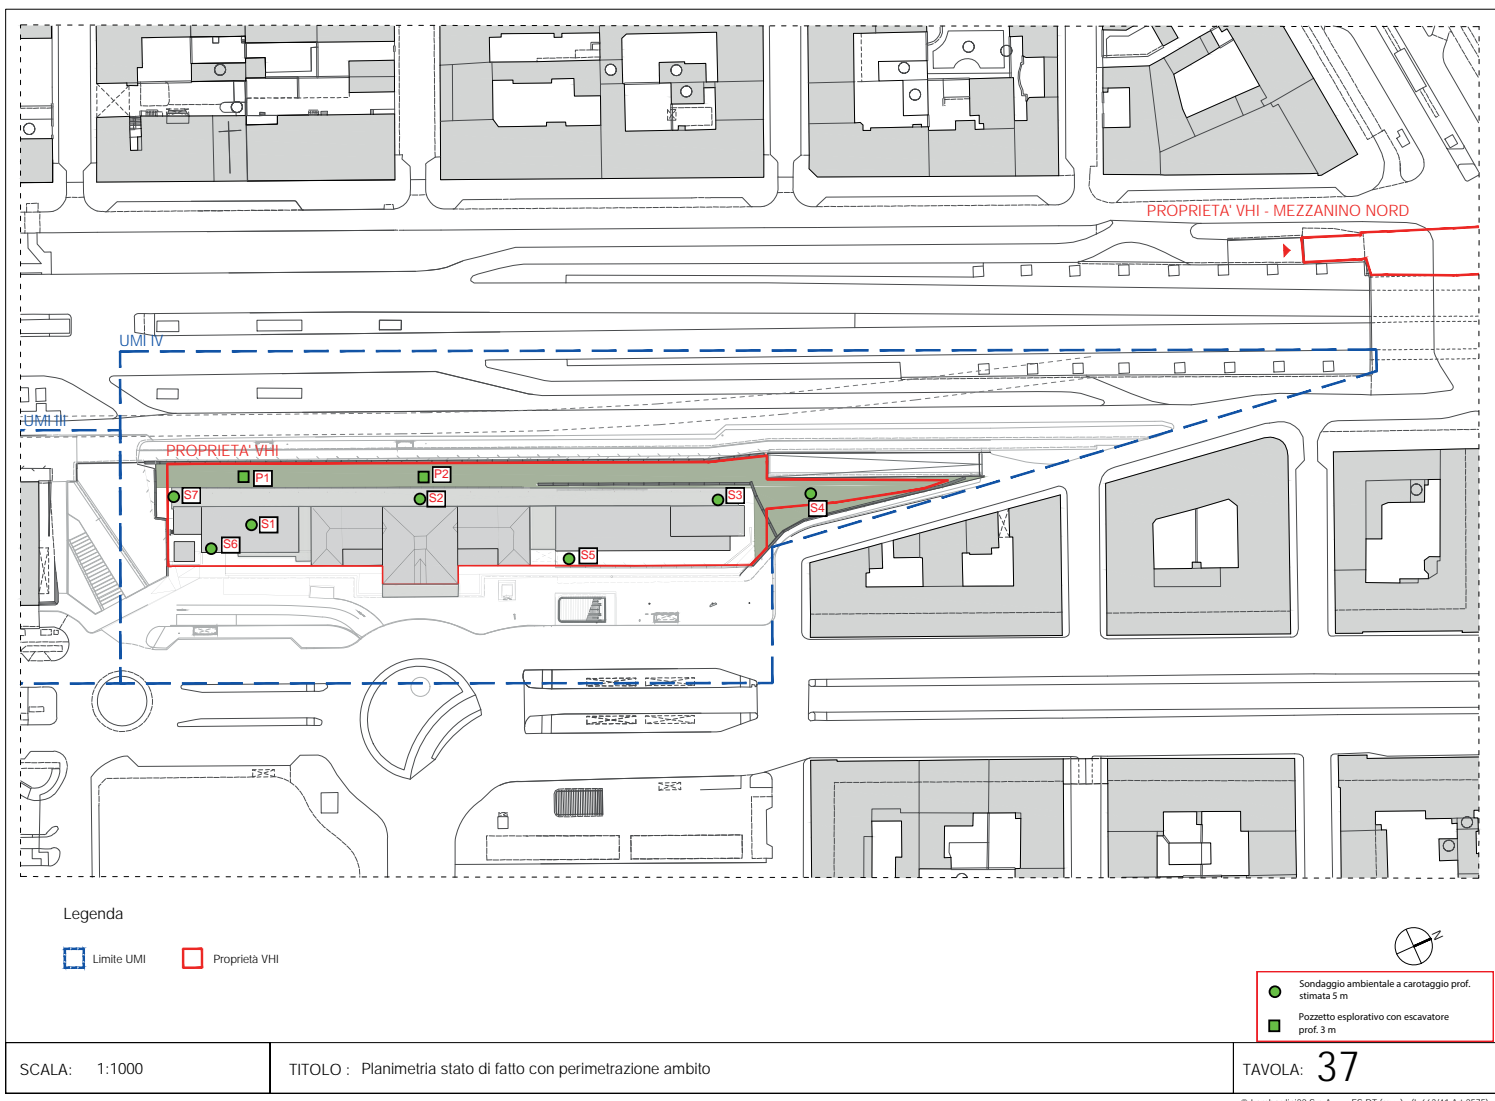 PROPRIETA' VHI - MEZZANINO NORD
UMI IV
UMI III
PROPRIETA' VHI
P1
P2
S7
S2
S3
S4
S1
S6
S5
Legenda
Limite UMI
Proprietà VHI
N
Sondaggio ambientale a carotaggio prof.
stimata 5 m
Pozzetto esplorativo con escavatore
prof. 3 m
SCALA: 1:1000
TITOLO : Planimetria stato di fatto con perimetrazione ambito
TAVOLA: 37